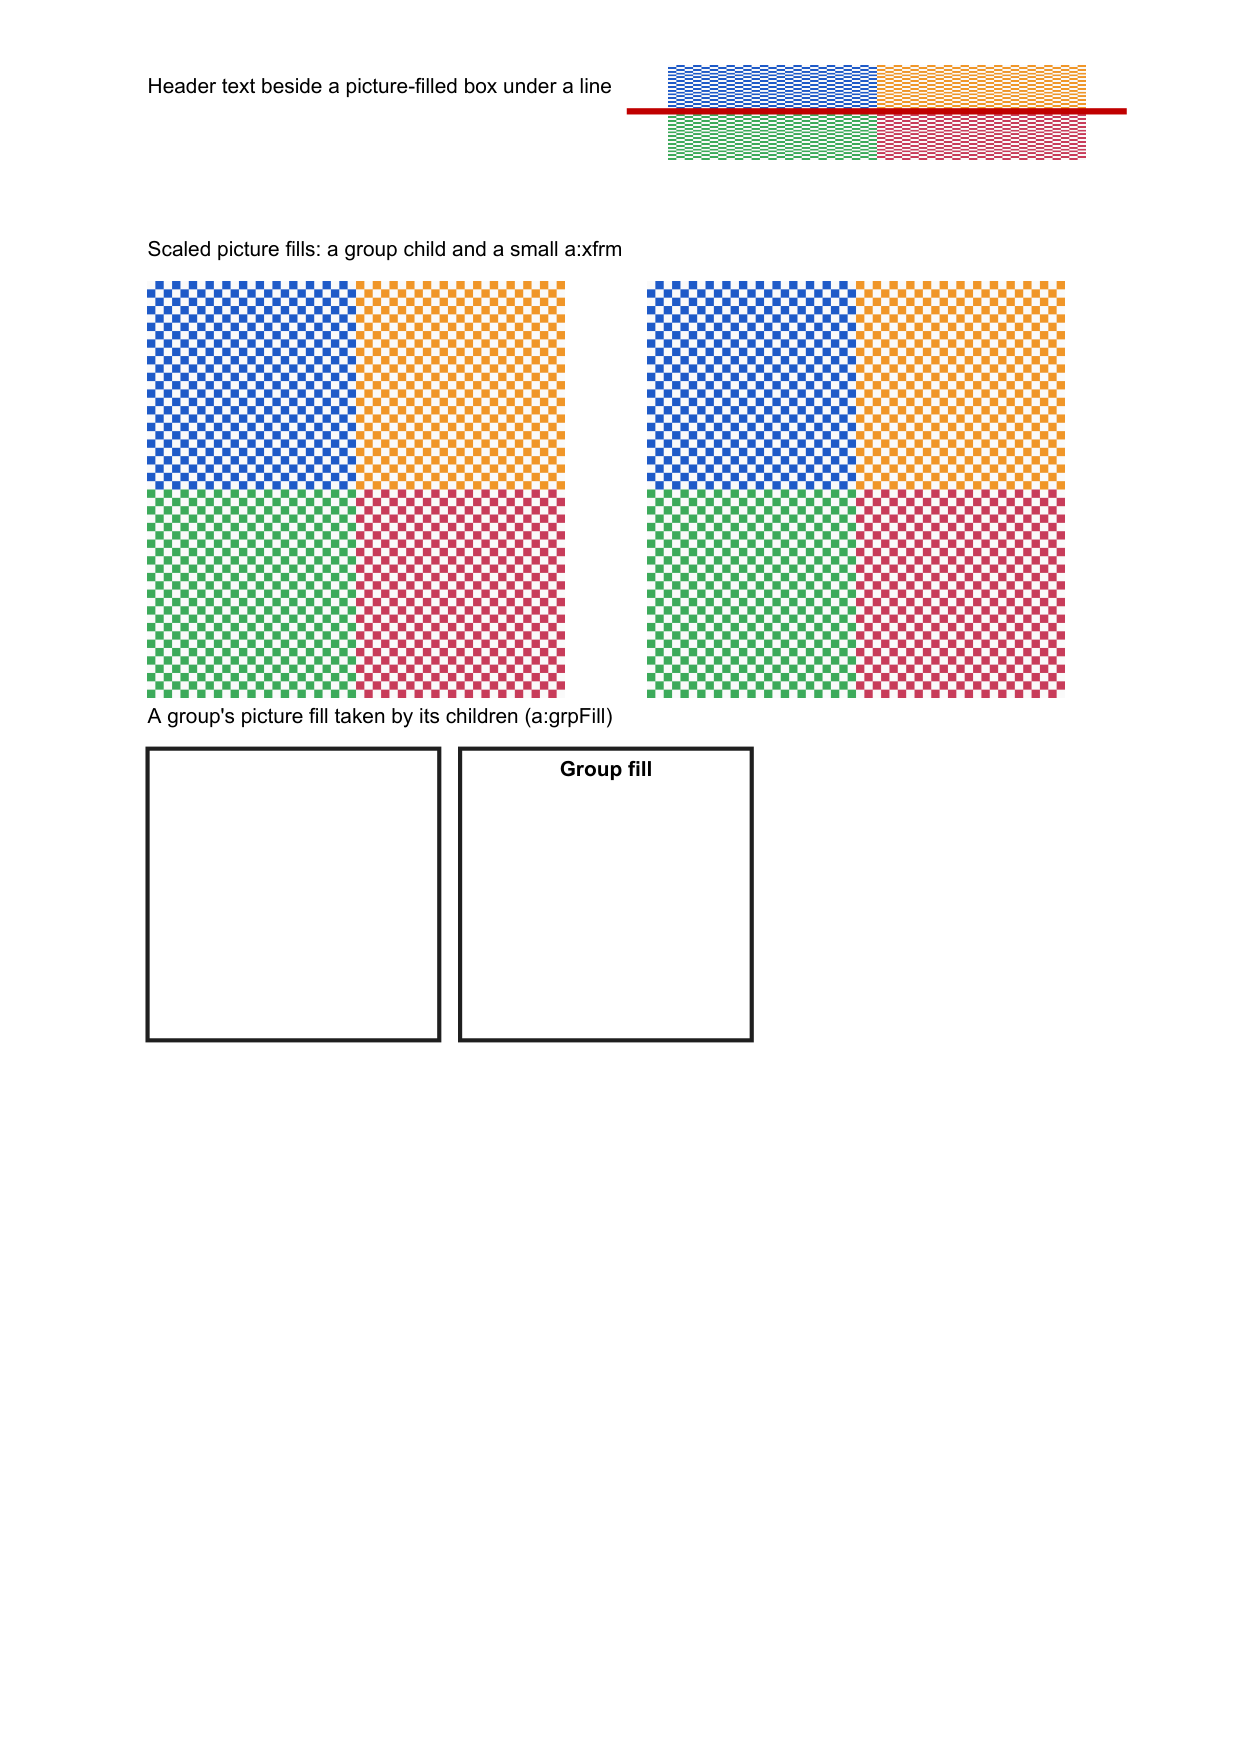 Header text beside a picture-filled box under a line
Scaled picture fills: a group child and a small a:xfrm
A group's picture fill taken by its children (a:grpFill)
Group fill